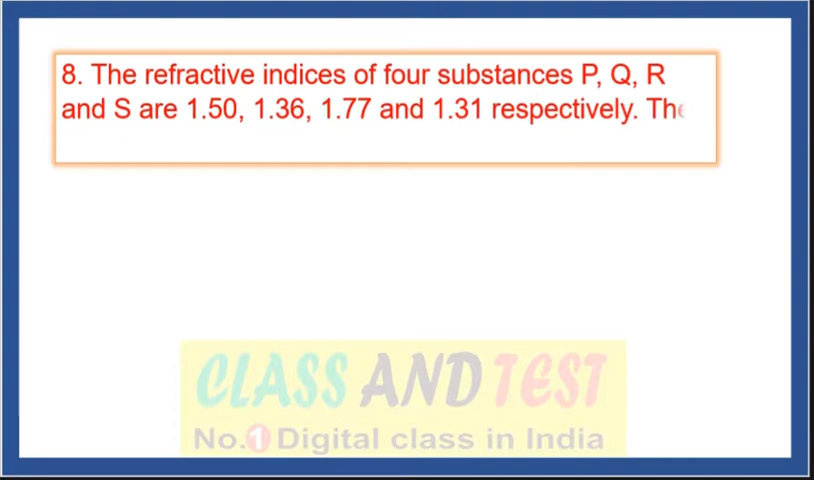 8. The refractive indices of four substances P, Q, R
and S are 1.50, 1.36, 1.77 and 1.31 respectively. The
CLASS AND TEST
No.1 Digital class in India